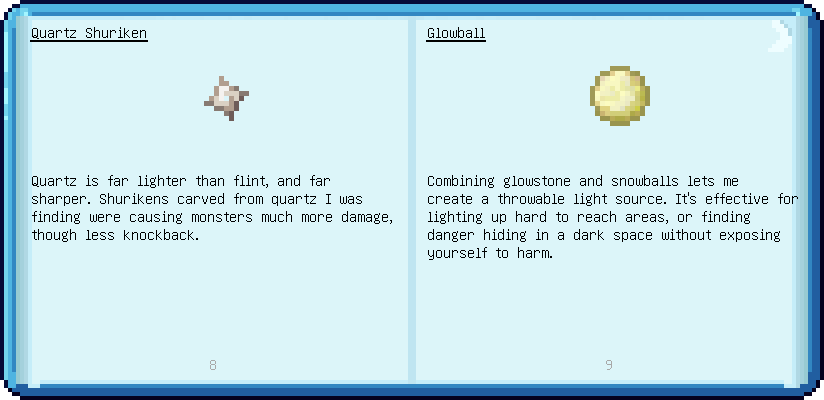 Quartz Shuriken
Quartz is far lighter than flint, and far
sharper. Shurikens carved from quartz I was
finding were causing monsters much more damage,
though less knockback.
8
Glowball
Combining glowstone and snowballs lets me
create a throwable light source. It's effective for
lighting up hard to reach areas, or finding
danger hiding in a dark space without exposing
yourself to harm.
9